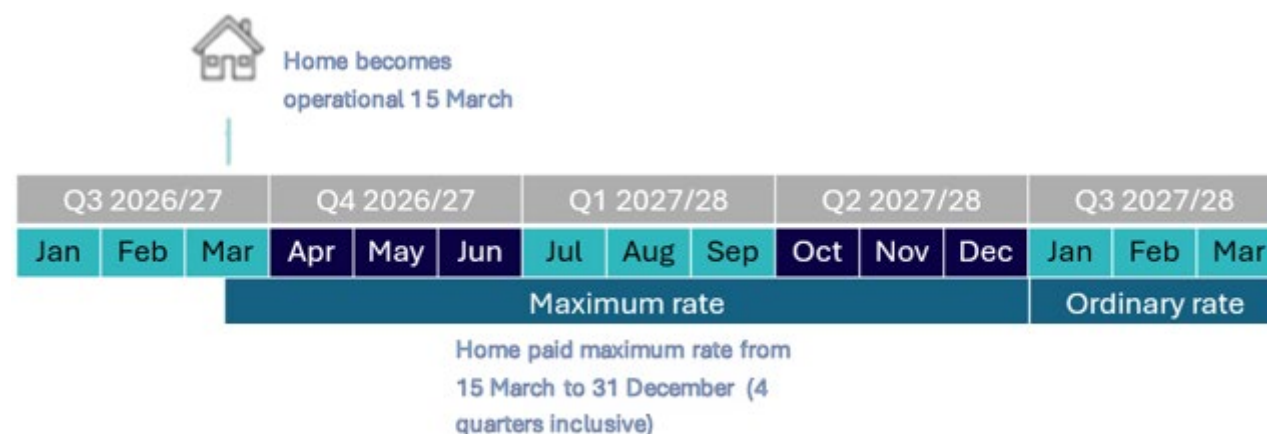 Home becomes
operational 15 March
Q3 2026/27 Q4 2026/27 Q1 2027/28 Q2 2027/28 Q3 2027/28
Jan Feb Mar Apr May Jun Jul Aug Sep Oct Nov Dec Jan Feb Mar
Maximum rate Ordinary rate
Home paid maximum rate from
15 March to 31 December (4
quarters inclusive)